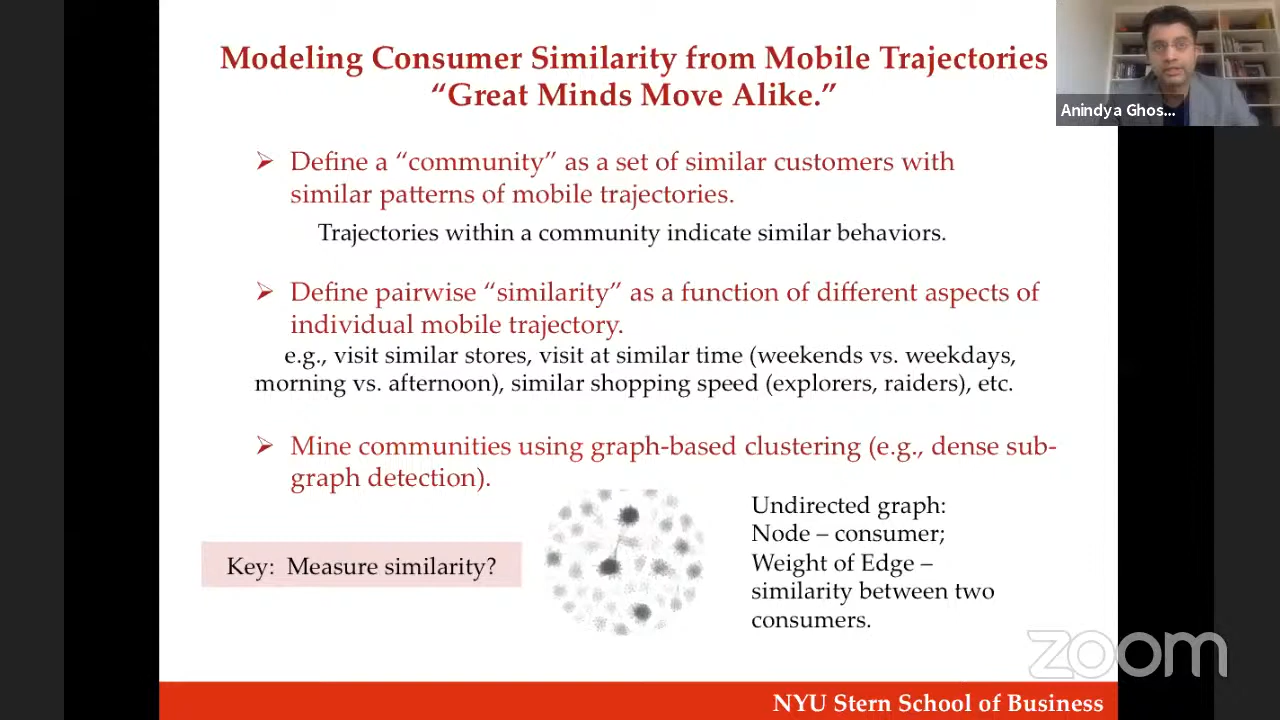 Modeling Consumer Similarity from Mobile Trajectories
“Great Minds Move Alike.”
Anindya Ghos...
➢ Define a “community” as a set of similar customers with
similar patterns of mobile trajectories.
Trajectories within a community indicate similar behaviors.
➢ Define pairwise “similarity” as a function of different aspects of
individual mobile trajectory.
e.g., visit similar stores, visit at similar time (weekends vs. weekdays,
morning vs. afternoon), similar shopping speed (explorers, raiders), etc.
➢ Mine communities using graph-based clustering (e.g., dense sub-
graph detection).
Key: Measure similarity?
Undirected graph:
Node – consumer;
Weight of Edge –
similarity between two
consumers.
zoom
NYU Stern School of Business